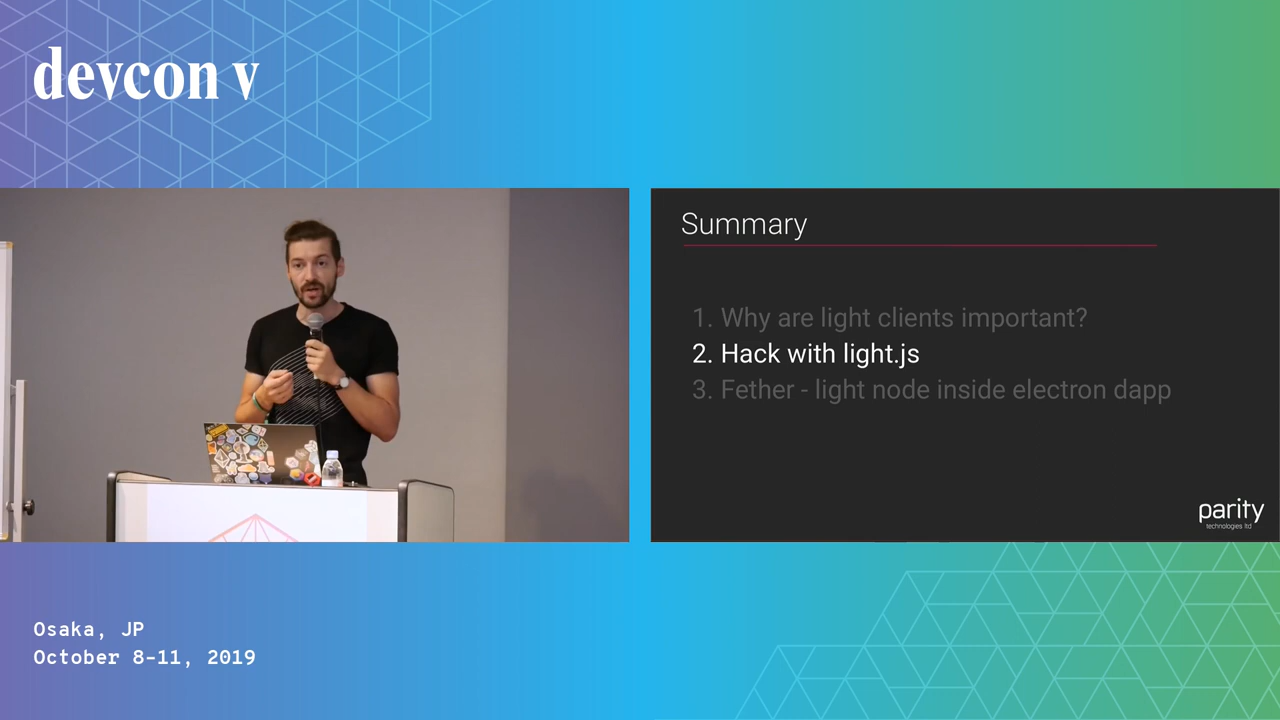 devcon v
Summary
1. Why are light clients important?
2. Hack with light.js
3. Fether - light node inside electron dapp
parity
technologies ltd
Osaka, JP
October 8-11, 2019